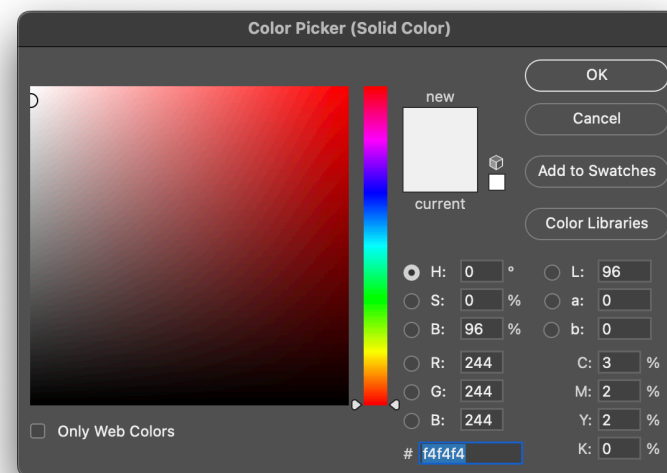 Color Picker (Solid Color)
new
current
OK
Cancel
Add to Swatches
Color Libraries
H: 0 °
S: 0 %
B: 96 %
R: 244
G: 244
B: 244
# f4f4f4
L: 96
a: 0
b: 0
C: 3 %
M: 2 %
Y: 2 %
K: 0 %
Only Web Colors